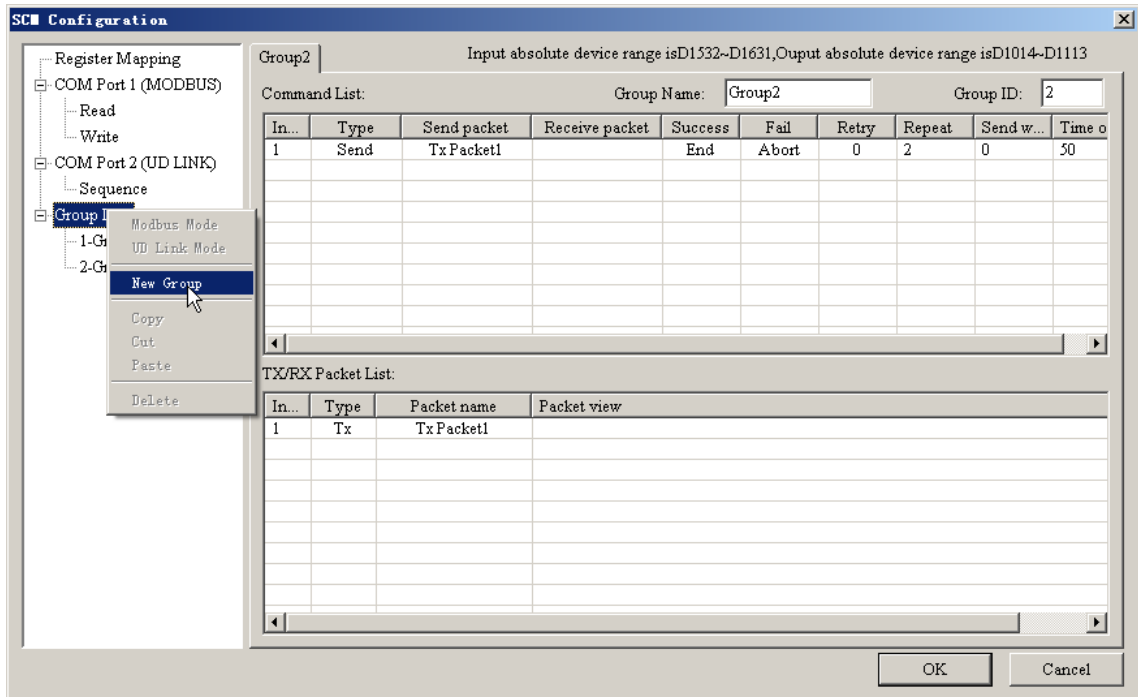 SCM Configuration
Register Mapping
COM Port 1 (MODBUS)
Read
Write
COM Port 2 (UD LINK)
Sequence
Group
1-G
2-G
Modbus Mode
UD Link Mode
New Group
Copy
Cut
Paste
Delete
Group2
Input absolute device range isD1532~D1631,Ouput absolute device range isD1014~D1113
Command List: Group Name: Group2 Group ID: 2
In... Type Send packet Receive packet Success Fail Retry Repeat Send w... Time o
1 Send Tx Packet1 End Abort 0 2 0 50
TX/RX Packet List:
In... Type Packet name Packet view
1 Tx Tx Packet1
OK Cancel